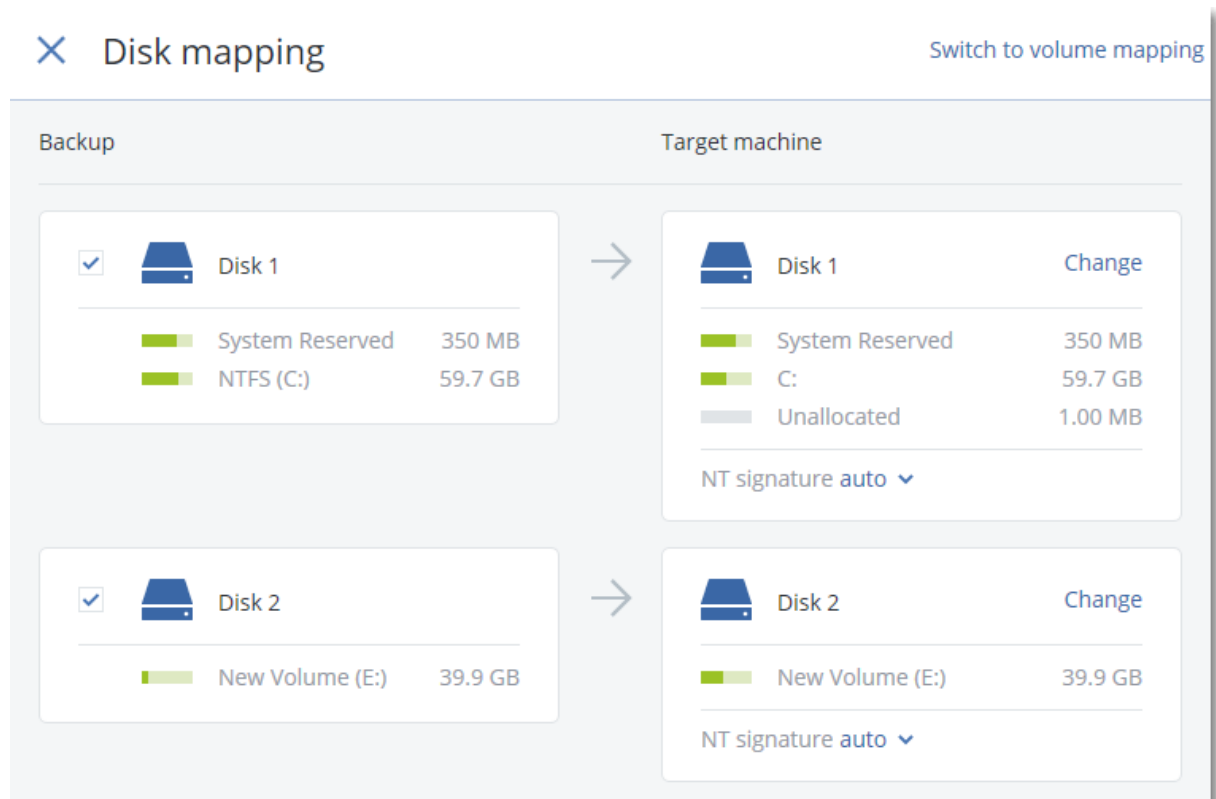 Disk mapping
Switch to volume mapping
Backup
Target machine
Disk 1
System Reserved 350 MB
NTFS (C:) 59.7 GB
Disk 1 Change
System Reserved 350 MB
C: 59.7 GB
Unallocated 1.00 MB
NT signature auto
Disk 2
New Volume (E:) 39.9 GB
Disk 2 Change
New Volume (E:) 39.9 GB
NT signature auto